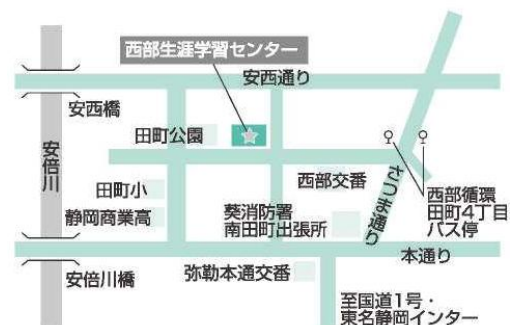 西部生涯学習センター
安西通り
安西橋
田町公園
安倍川
西部交番
田町小
静岡商業高
葵消防署
南田町出張所
さつま通り
西部循環
田町4丁目
バス停
本通り
安倍川橋
弥勒本通交番
至国道1号・
東名静岡インター